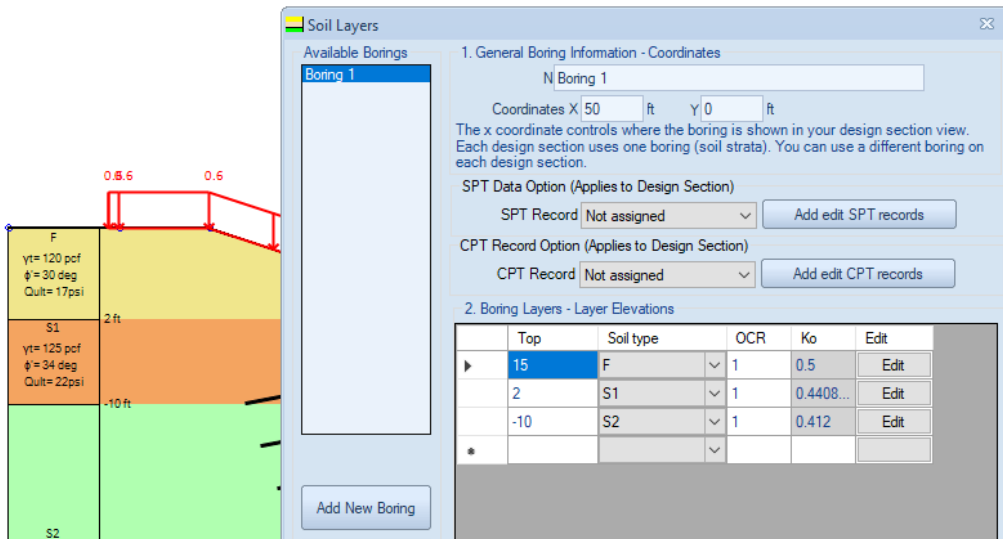 Soil Layers
Available Borings
Boring 1
Add New Boring
1. General Boring Information - Coordinates
N Boring 1
Coordinates X 50 ft Y 0 ft
The x coordinate controls where the boring is shown in your design section view.
Each design section uses one boring (soil strata). You can use a different boring on
each design section.
SPT Data Option (Applies to Design Section)
SPT Record Not assigned Add edit SPT records
CPT Record Option (Applies to Design Section)
CPT Record Not assigned Add edit CPT records
2. Boring Layers - Layer Elevations
Top Soil type OCR Ko Edit
15 F 1 0.5 Edit
2 S1 1 0.4408... Edit
-10 S2 1 0.412 Edit
0.6
F
γt= 120 pcf
ϕ'= 30 deg
Qult= 17psi
2 ft
S1
γt= 125 pcf
ϕ'= 34 deg
Qult= 22psi
-10 ft
S2